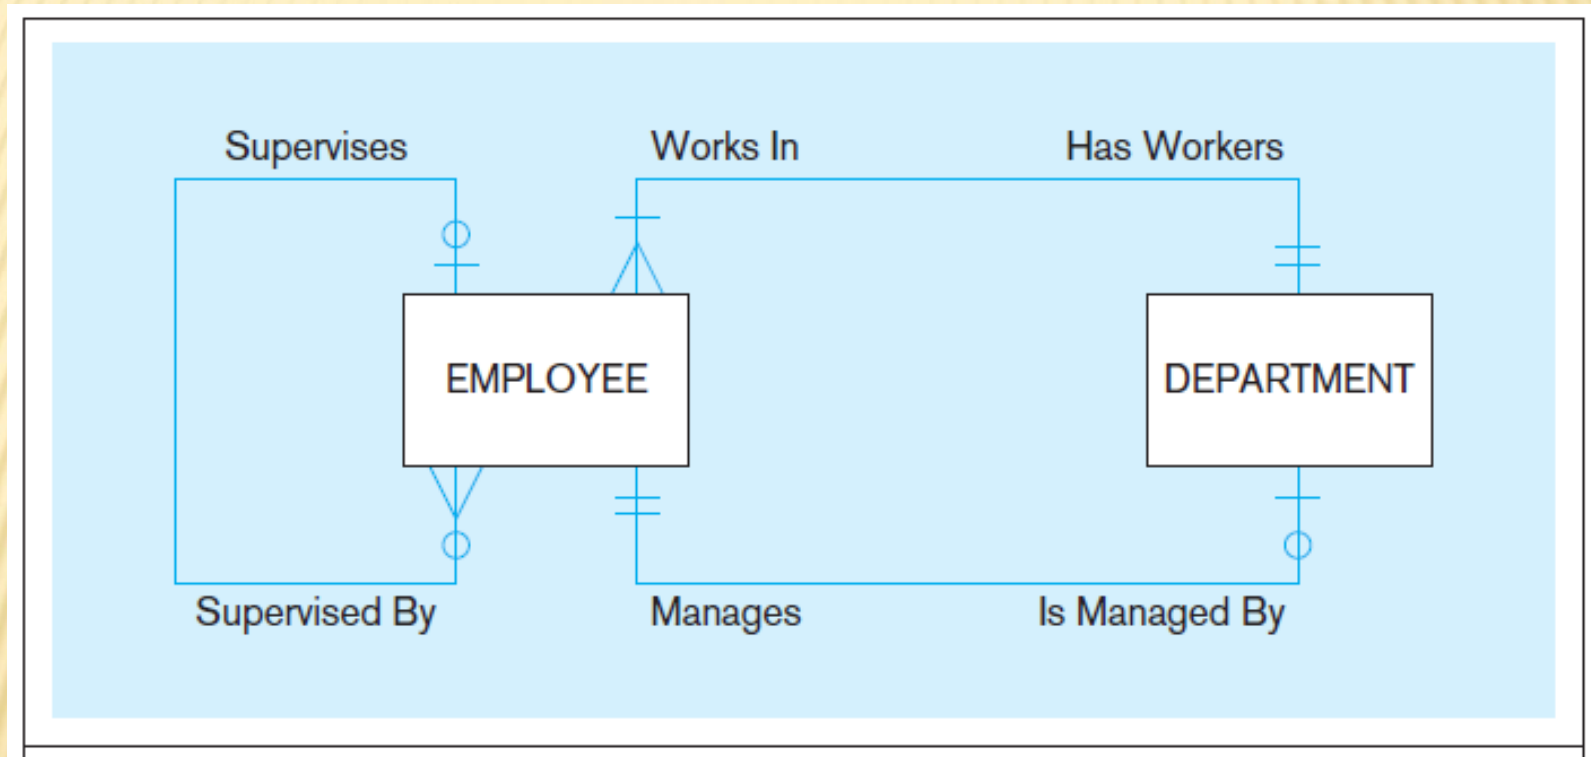 Supervises
Works In
Has Workers
EMPLOYEE
DEPARTMENT
Supervised By
Manages
Is Managed By